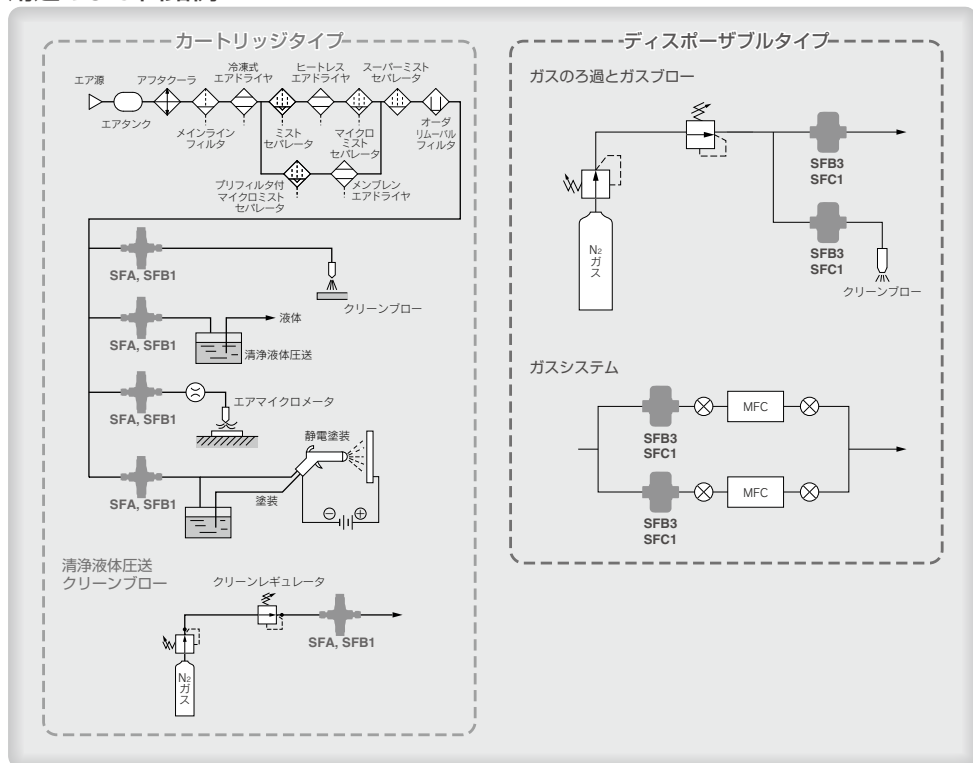 カートリッジタイプ
エア源
エアタンク
アフタクーラ
メインライン
フィルタ
冷凍式
エアドライヤ
ミスト
セパレータ
ヒートレス
エアドライヤ
マイクロ
ミスト
セパレータ
スーパーミスト
セパレータ
オーダ
リムーバル
フィルタ
プリフィルタ付
マイクロミスト
セパレータ
メンブレン
エアドライヤ
SFA, SFB1
クリーンブロー
SFA, SFB1
液体
清浄液体圧送
SFA, SFB1
エアマイクロメータ
SFA, SFB1
静電塗装
塗装
清浄液体圧送
クリーンブロー
クリーンレギュレータ
SFA, SFB1
N2
ガス
ディスポーザブルタイプ
ガスのろ過とガスブロー
SFB3
SFC1
SFB3
SFC1
クリーンブロー
N2
ガス
ガスシステム
SFB3
SFC1
MFC
SFB3
SFC1
MFC